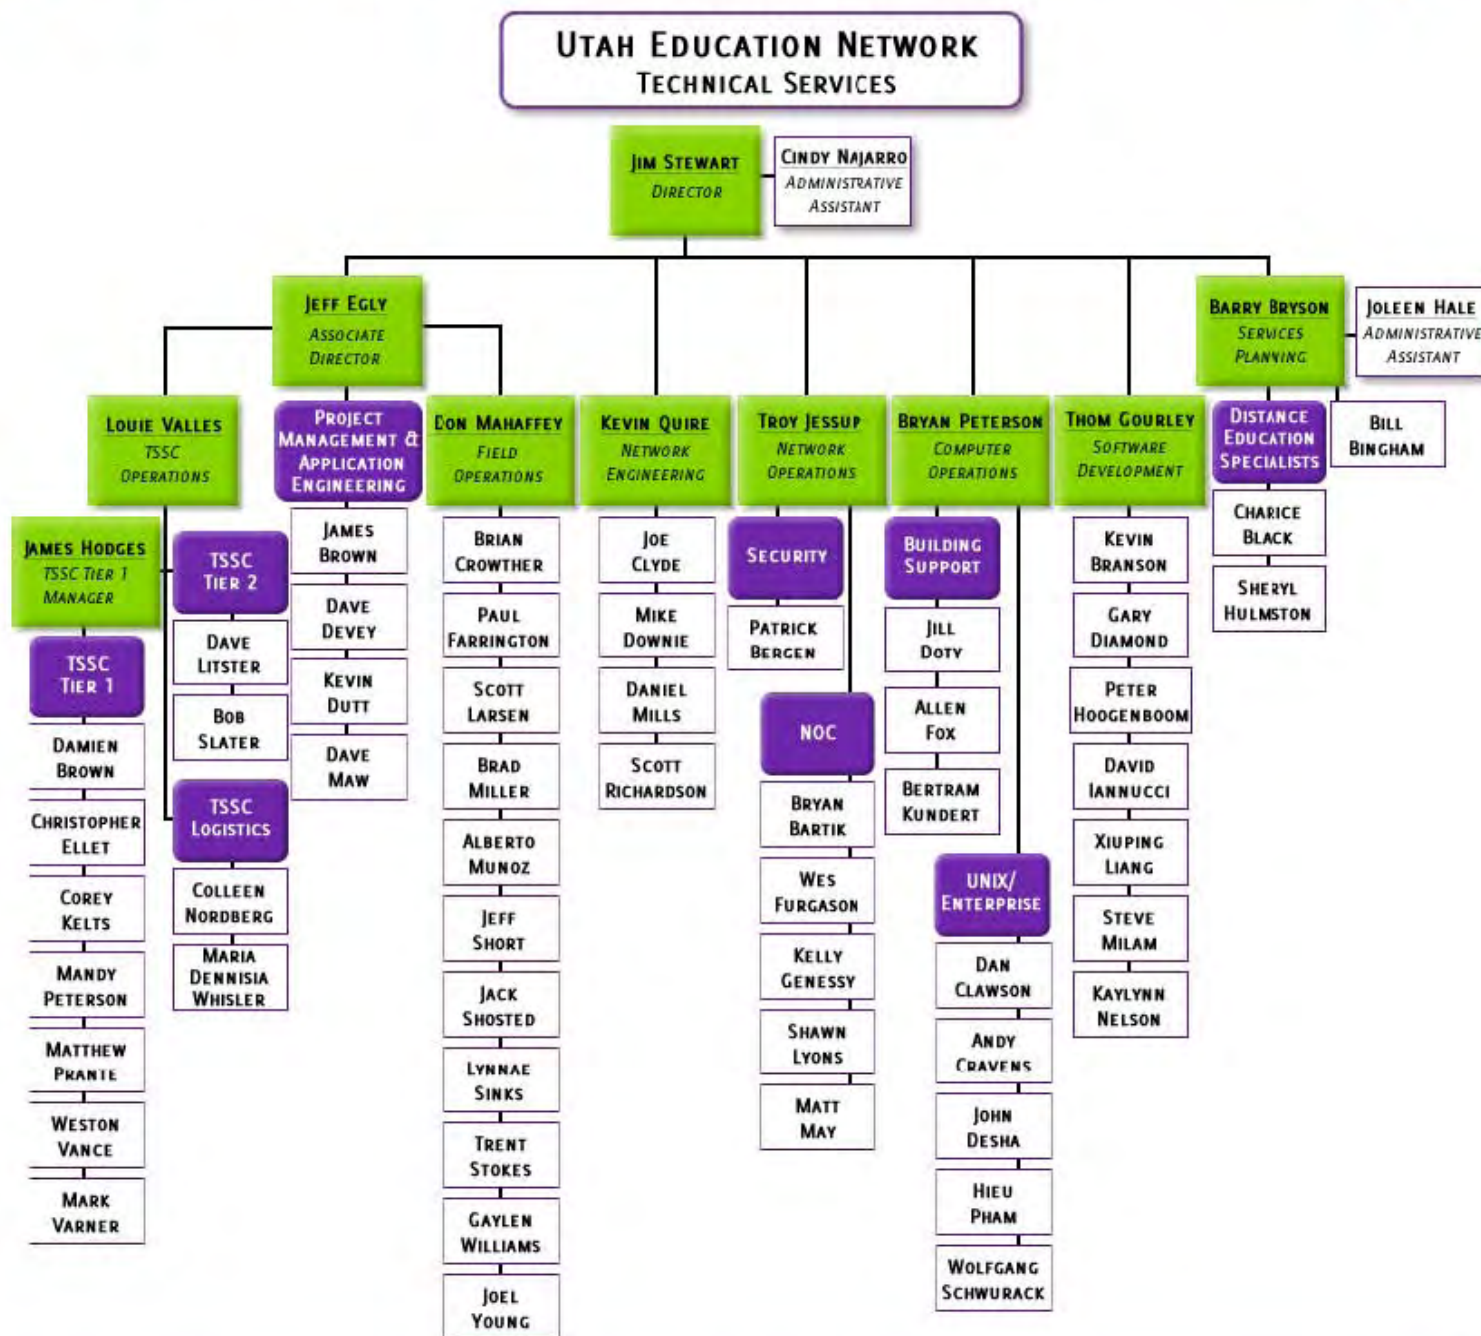 Utah Education Network
Technical Services
Jim Stewart
Director
Cindy Najarro
Administrative
Assistant
Jeff Egly
Associate
Director
Barry Bryson
Services
Planning
Joleen Hale
Administrative
Assistant
Louie Valles
TSSC
Operations
Project
Management &
Application
Engineering
Don Mahaffey
Field
Operations
Kevin Quire
Network
Engineering
Troy Jessup
Network
Operations
Bryan Peterson
Computer
Operations
Thom Gourley
Software
Development
Distance
Education
Specialists
Bill
Bingham
James Hodges
TSSC Tier 1
Manager
TSSC
Tier 1
Damien
Brown
Christopher
Ellet
Corey
Kelts
Mandy
Peterson
Matthew
Prante
Weston
Vance
Mark
Varner
TSSC
Tier 2
Dave
Litster
Bob
Slater
TSSC
Logistics
Colleen
Nordberg
Maria
Dennisia
Whisler
James
Brown
Dave
Devey
Kevin
Dutt
Dave
Maw
Brian
Crowther
Paul
Farrington
Scott
Larsen
Brad
Miller
Alberto
Munoz
Jeff
Short
Jack
Shosted
Lynnae
Sinks
Trent
Stokes
Gaylen
Williams
Joel
Young
Joe
Clyde
Mike
Downie
Daniel
Mills
Scott
Richardson
Security
Patrick
Bergen
NOC
Bryan
Bartik
Wes
Furgason
Kelly
Genessy
Shawn
Lyons
Matt
May
Building
Support
Jill
Doty
Allen
Fox
Bertram
Kundert
UNIX/
Enterprise
Dan
Clawson
Andy
Cravens
John
Desha
Hieu
Pham
Wolfgang
Schwurack
Kevin
Branson
Gary
Diamond
Peter
Hoogenboom
David
Iannucci
Xiuping
Liang
Steve
Milam
Kaylynn
Nelson
Charice
Black
Sheryl
Hulmston